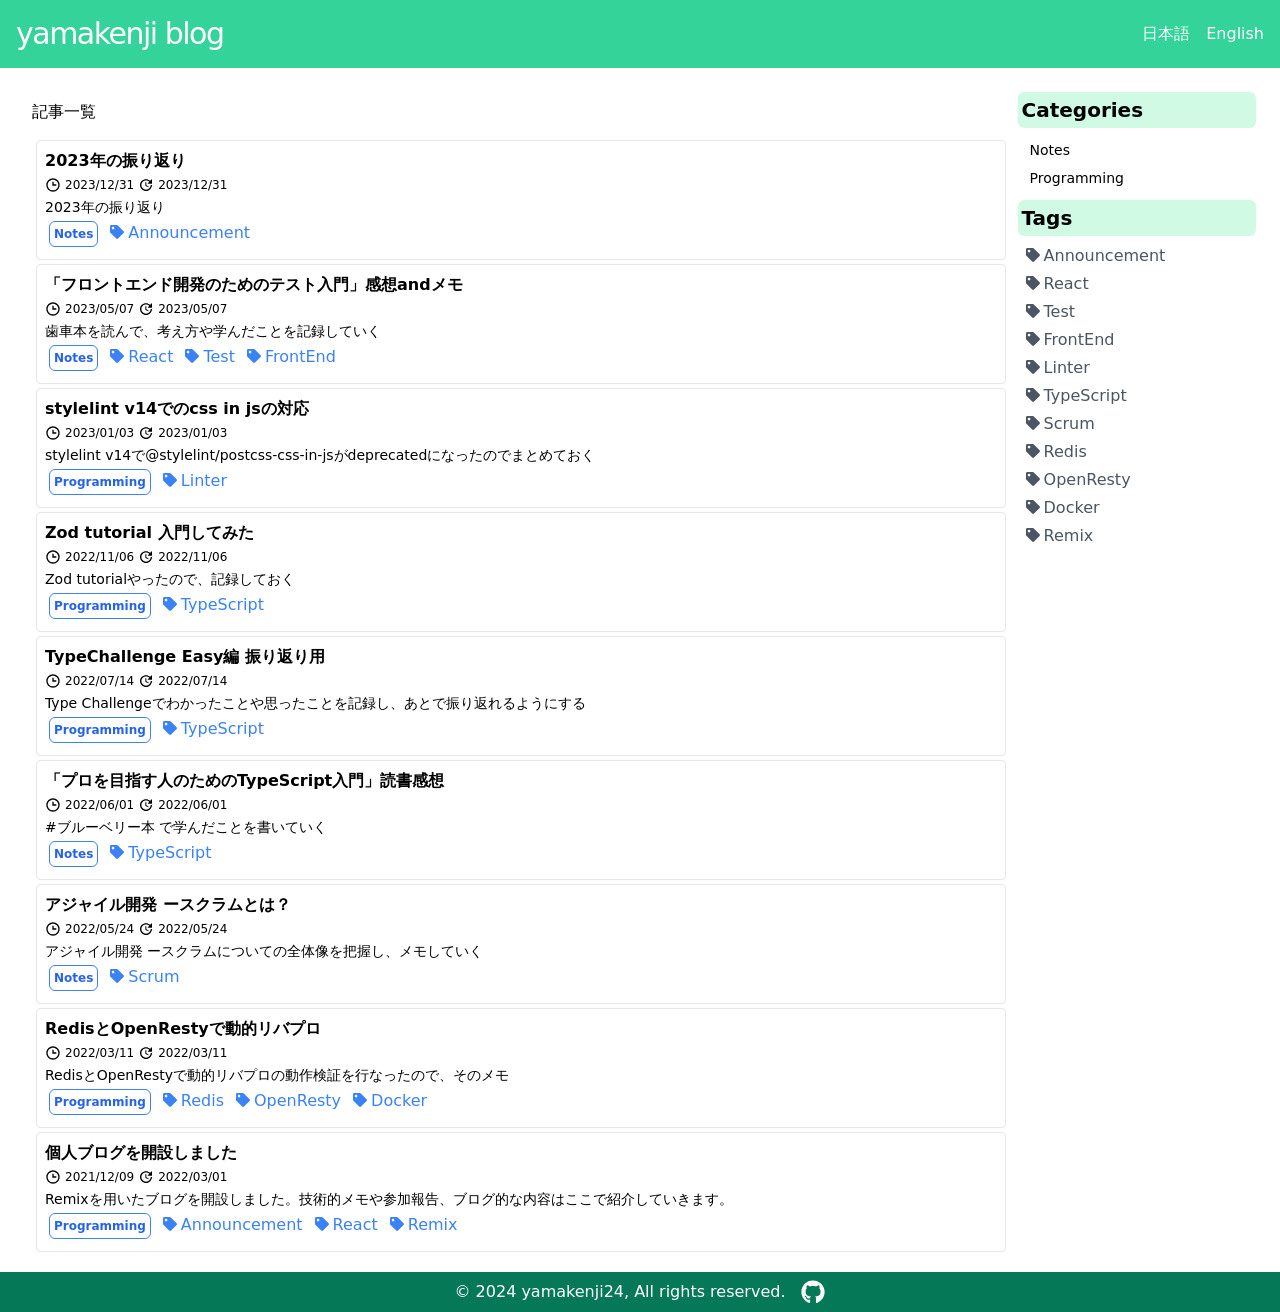 yamakenji blog
日本語 English
記事一覧
2023年の振り返り
2023/12/31 2023/12/31
2023年の振り返り
Notes Announcement
「フロントエンド開発のためのテスト入門」感想andメモ
2023/05/07 2023/05/07
歯車本を読んで、考え方や学んだことを記録していく
Notes React Test FrontEnd
stylelint v14でのcss in jsの対応
2023/01/03 2023/01/03
stylelint v14で@stylelint/postcss-css-in-jsがdeprecatedになったのでまとめておく
Programming Linter
Zod tutorial 入門してみた
2022/11/06 2022/11/06
Zod tutorialやったので、記録しておく
Programming TypeScript
TypeChallenge Easy編 振り返り用
2022/07/14 2022/07/14
Type Challengeでわかったことや思ったことを記録し、あとで振り返れるようにする
Programming TypeScript
「プロを目指す人のためのTypeScript入門」読書感想
2022/06/01 2022/06/01
#ブルーベリー本 で学んだことを書いていく
Notes TypeScript
アジャイル開発 ースクラムとは？
2022/05/24 2022/05/24
アジャイル開発 ースクラムについての全体像を把握し、メモしていく
Notes Scrum
RedisとOpenRestyで動的リバプロ
2022/03/11 2022/03/11
RedisとOpenRestyで動的リバプロの動作検証を行なったので、そのメモ
Programming Redis OpenResty Docker
個人ブログを開設しました
2021/12/09 2022/03/01
Remixを用いたブログを開設しました。技術的メモや参加報告、ブログ的な内容はここで紹介していきます。
Programming Announcement React Remix
Categories
Notes
Programming
Tags
Announcement
React
Test
FrontEnd
Linter
TypeScript
Scrum
Redis
OpenResty
Docker
Remix
© 2024 yamakenji24, All rights reserved.